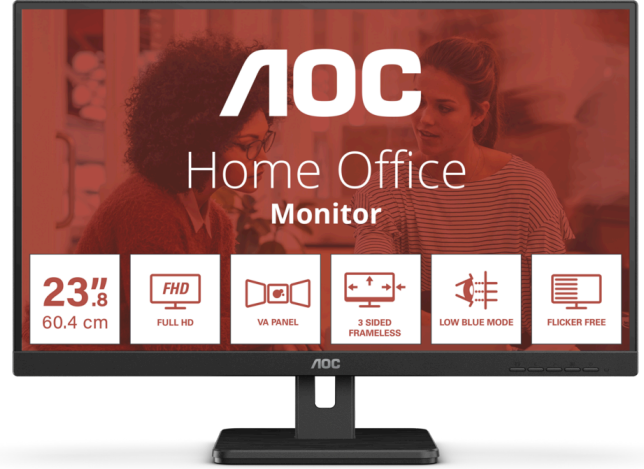 AOC
Home Office
Monitor
23."8
60.4 cm
FHD
FULL HD
VA PANEL
3 SIDED
FRAMELESS
LOW BLUE MODE
FLICKER FREE
AOC